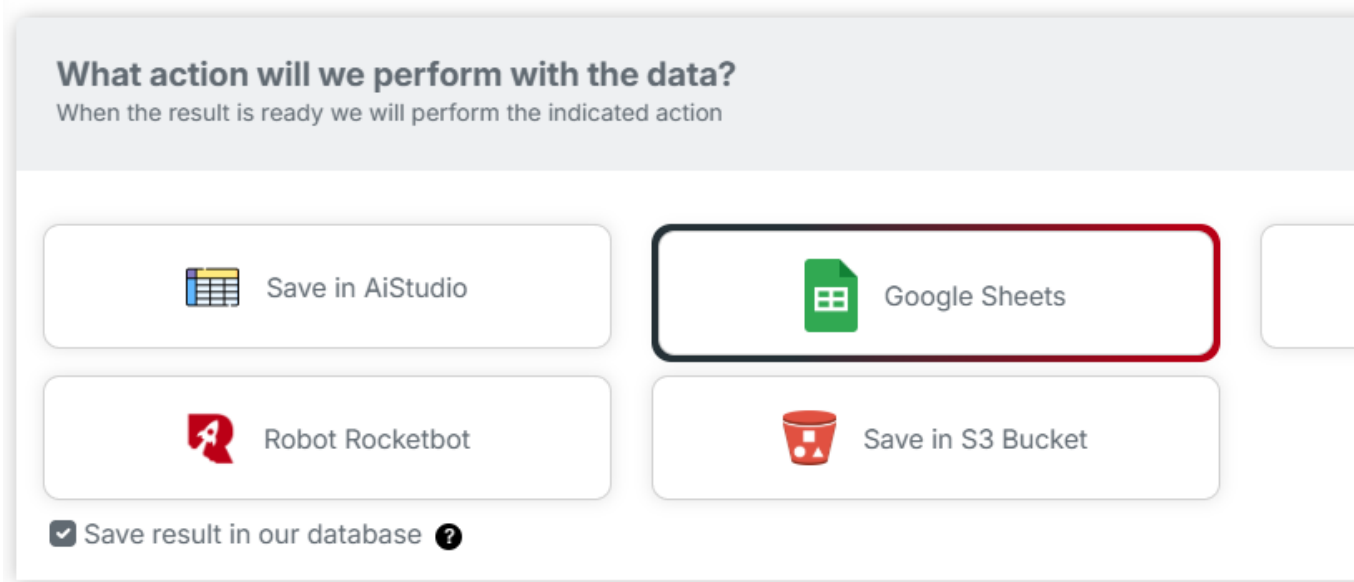 What action will we perform with the data?
When the result is ready we will perform the indicated action
Save in AiStudio
Google Sheets
Robot Rocketbot
Save in S3 Bucket
Save result in our database ?